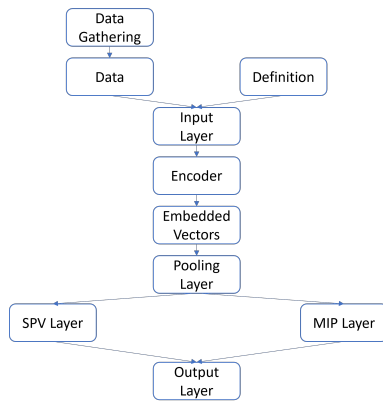 Data
Gathering
Data
Definition
Input
Layer
Encoder
Embedded
Vectors
Pooling
Layer
SPV Layer
MIP Layer
Output
Layer